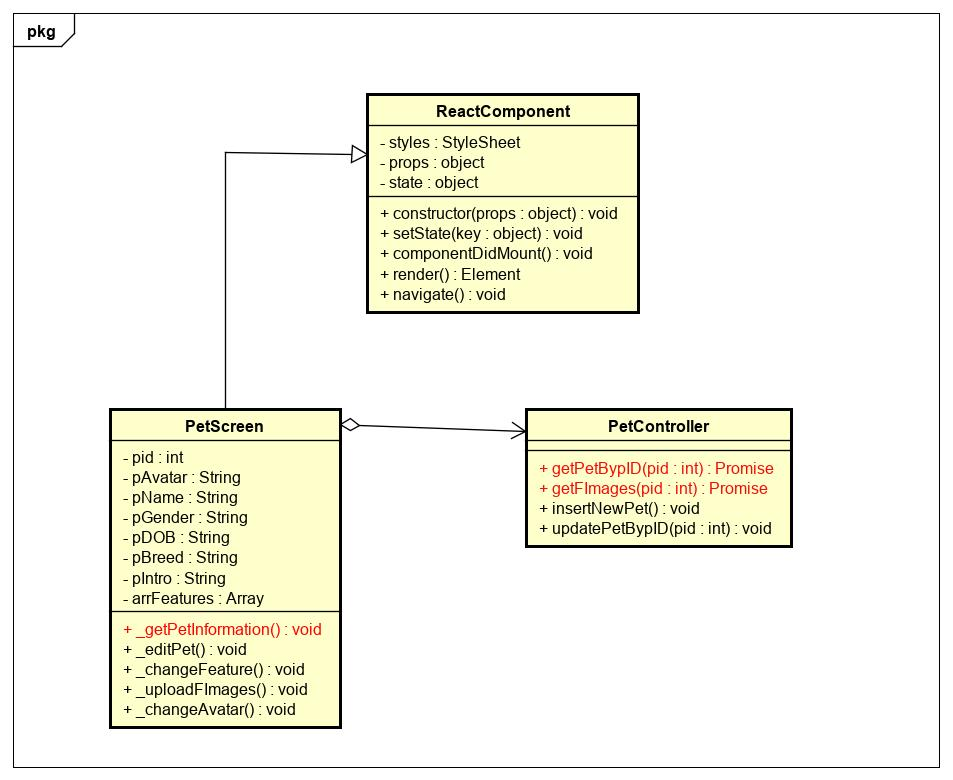 pkg
ReactComponent
- styles : StyleSheet
- props : object
- state : object
+ constructor(props : object) : void
+ setState(key : object) : void
+ componentDidMount() : void
+ render() : Element
+ navigate() : void
PetScreen
- pid : int
- pAvatar : String
- pName : String
- pGender : String
- pDOB : String
- pBreed : String
- pIntro : String
- arrFeatures : Array
+ _getPetInformation() : void
+ _editPet() : void
+ _changeFeature() : void
+ _uploadFImages() : void
+ _changeAvatar() : void
PetController
+ getPetBypID(pid : int) : Promise
+ getFImages(pid : int) : Promise
+ insertNewPet() : void
+ updatePetBypID(pid : int) : void